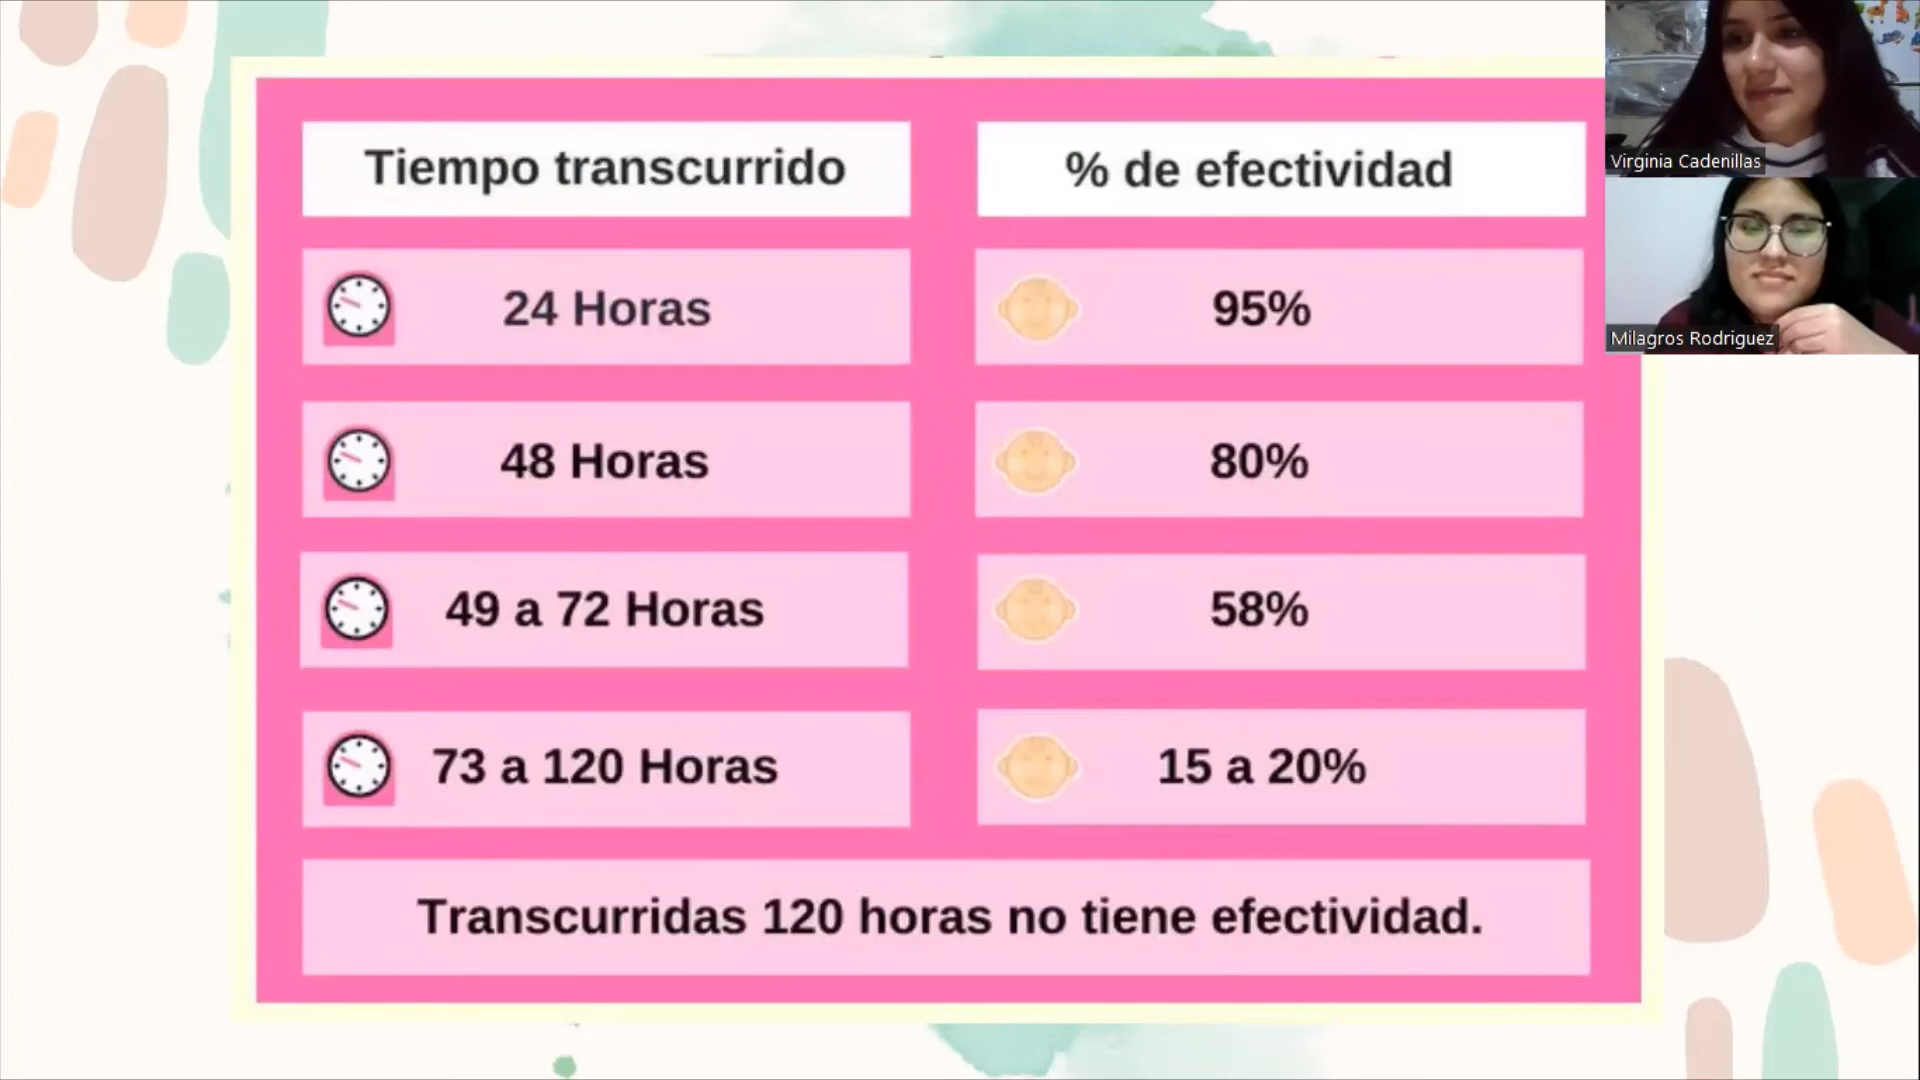 Tiempo transcurrido
% de efectividad
24 Horas
95%
48 Horas
80%
49 a 72 Horas
58%
73 a 120 Horas
15 a 20%
Transcurridas 120 horas no tiene efectividad.
Virginia Cadenillas
Milagros Rodriguez